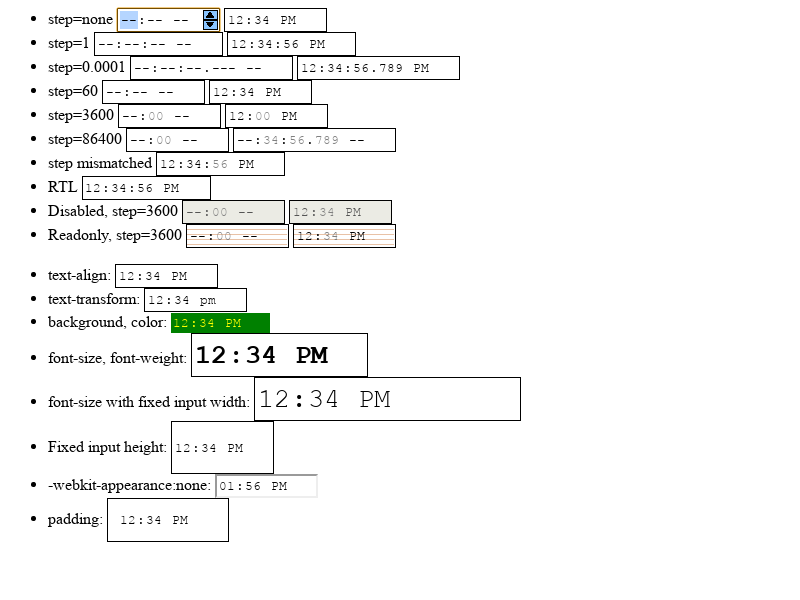 step=none --:-- -- 12:34 PM
step=1 --:--:-- -- 12:34:56 PM
step=0.0001 --:--:--.--- -- 12:34:56.789 PM
step=60 --:-- -- 12:34 PM
step=3600 --:00 -- 12:00 PM
step=86400 --:00 -- --:34:56.789 --
step mismatched 12:34:56 PM
RTL 12:34:56 PM
Disabled, step=3600 --:00 -- 12:34 PM
Readonly, step=3600 --:00 -- 12:34 PM
text-align: 12:34 PM
text-transform: 12:34 pm
background, color: 12:34 PM
font-size, font-weight: 12:34 PM
font-size with fixed input width: 12:34 PM
Fixed input height: 12:34 PM
-webkit-appearance:none: 01:56 PM
padding: 12:34 PM